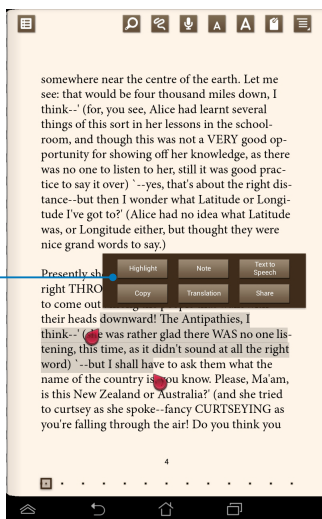 A A
somewhere near the centre of the earth. Let me
see: that would be four thousand miles down, I
think--' (for, you see, Alice had learnt several
things of this sort in her lessons in the school-
room, and though this was not a VERY good op-
portunity for showing off her knowledge, as there
was no one to listen to her, still it was good prac-
tice to say it over) `--yes, that's about the right dis-
tance--but then I wonder what Latitude or Longi-
tude I've got to?' (Alice had no idea what Latitude
was, or Longitude either, but thought they were
nice grand words to say.)
Presently sh
Highlight Note Text to Speech
right THRO
Copy Translation Share
to come out
their heads downward! The Antipathies, I
think--' ( was rather glad there WAS no one lis-
tening, this time, as it didn't sound at all the right
word) `--but I shall have to ask them what the
name of the country is, you know. Please, Ma'am,
is this New Zealand or Australia?' (and she tried
to curtsey as she spoke--fancy CURTSEYING as
you're falling through the air! Do you think you
4